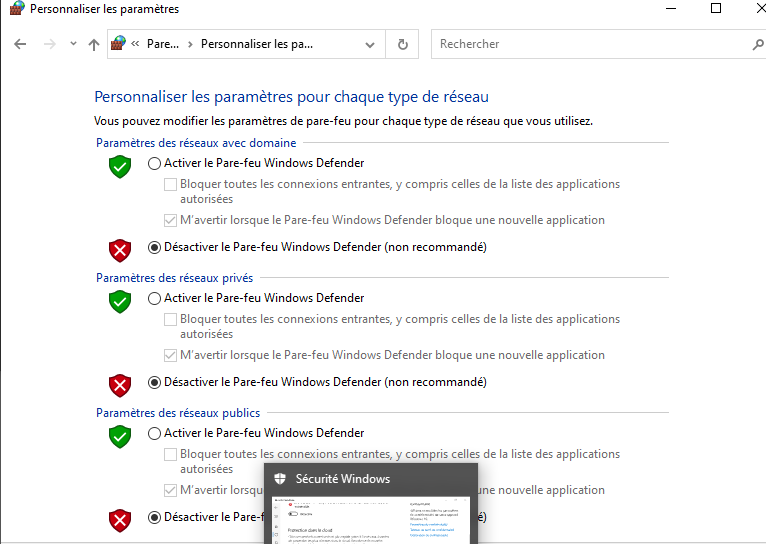 Personnaliser les paramètres
Pare... Personnaliser les pa... Rechercher
Personnaliser les paramètres pour chaque type de réseau
Vous pouvez modifier les paramètres de pare-feu pour chaque type de réseau que vous utilisez.
Paramètres des réseaux avec domaine
Activer le Pare-feu Windows Defender
Bloquer toutes les connexions entrantes, y compris celles de la liste des applications
autorisées
M'avertir lorsque le Pare-feu Windows Defender bloque une nouvelle application
Désactiver le Pare-feu Windows Defender (non recommandé)
Paramètres des réseaux privés
Activer le Pare-feu Windows Defender
Bloquer toutes les connexions entrantes, y compris celles de la liste des applications
autorisées
M'avertir lorsque le Pare-feu Windows Defender bloque une nouvelle application
Désactiver le Pare-feu Windows Defender (non recommandé)
Paramètres des réseaux publics
Activer le Pare-feu Windows Defender
Bloquer toutes les connexions entrantes, y compris celles de la liste des applications
autorisées
Sécurité Windows
M'avertir lorsq lle application
Désactiver le Pare-f é)
Protection dans le cloud